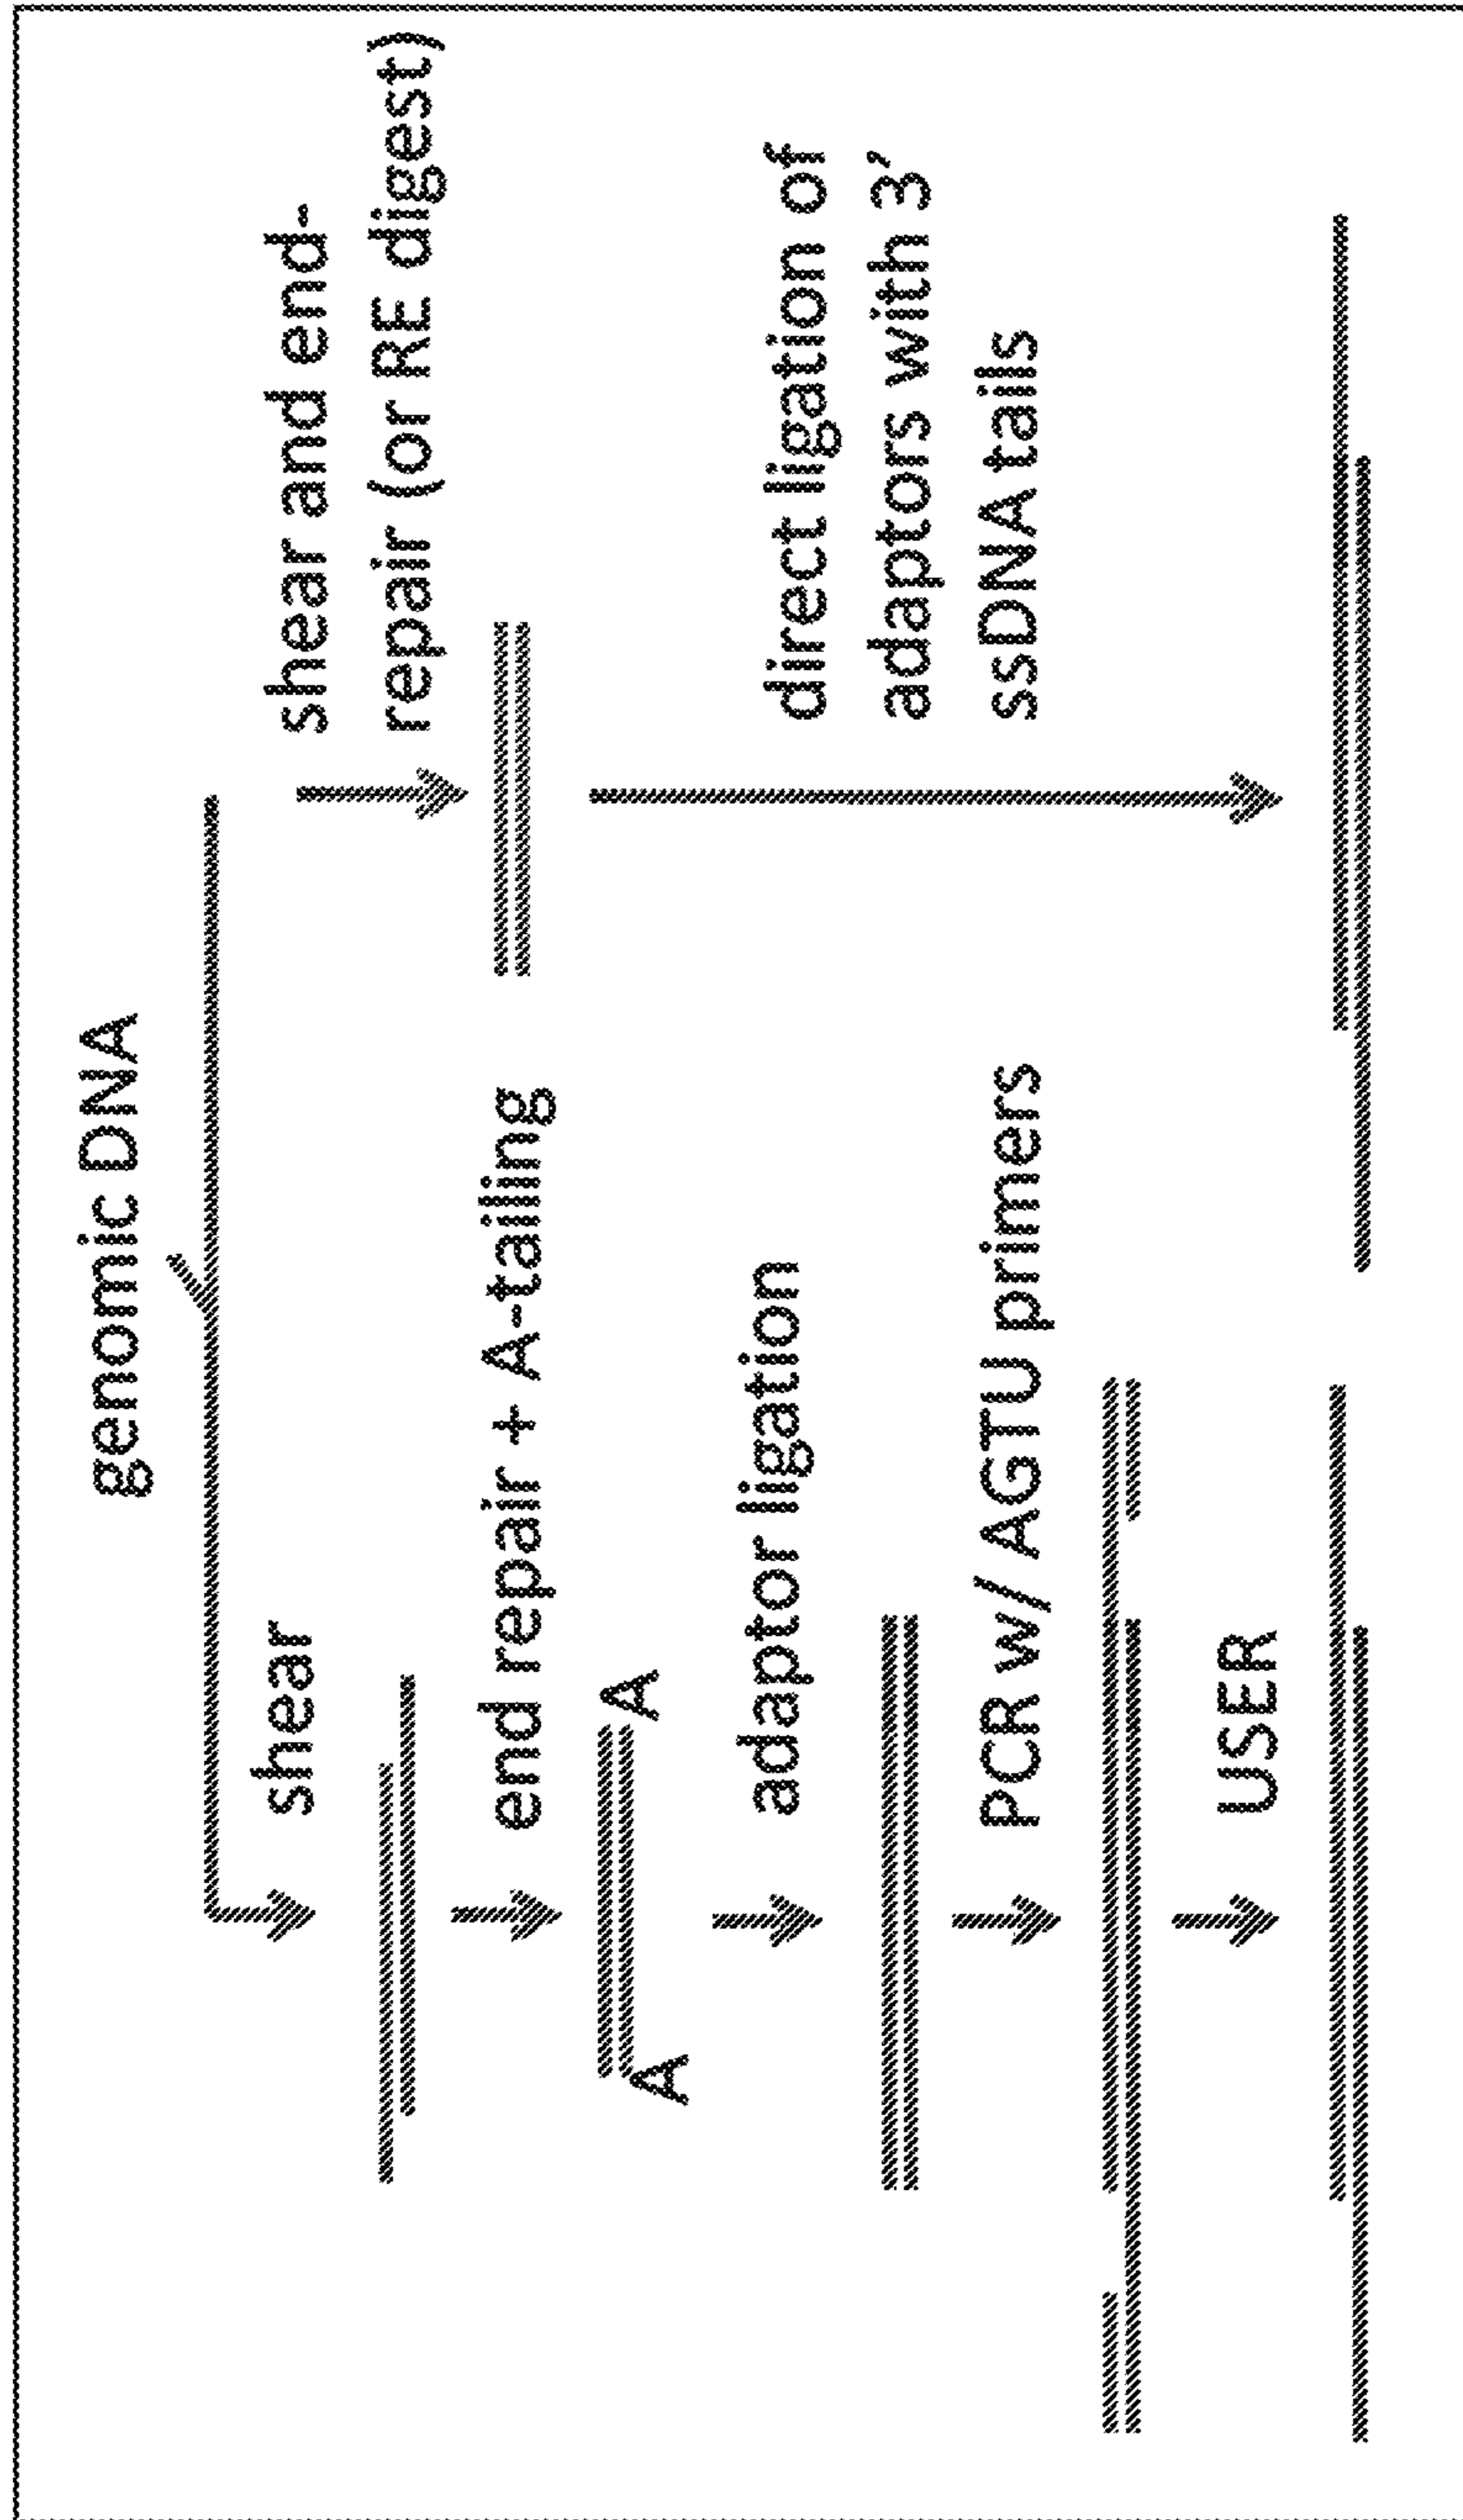 genomic DNA
shear
end repair + A-tailing
A
A
adaptor ligation
PCR w/ AGTU primers
USER
shear and end-
repair (or RE digest)
direct ligation of
adaptors with 3'
ssDNA tails